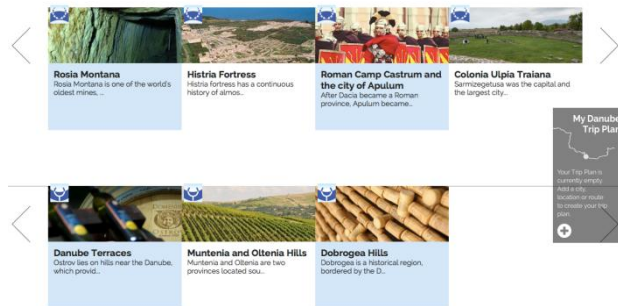 Rosia Montana
Rosia Montana is one of the world's
oldest mines, ...
Histria Fortress
Histria fortress has a continuous
history of almos...
Roman Camp Castrum and
the city of Apulum
After Dacia became a Roman
province, Apulum became...
Colonia Ulpia Traiana
Sarmizegetusa was the capital and
the largest city...
My Danube
Trip Plan
Your Trip Plan is
currently empty
Add a city,
location or route
to create your trip
plan.
Danube Terraces
Ostrov lies on hills near the Danube,
which provid...
Muntenia and Oltenia Hills
Muntenia and Oltenia are two
provinces located sou...
Dobrogea Hills
Dobrogea is a historical region,
bordered by the D...